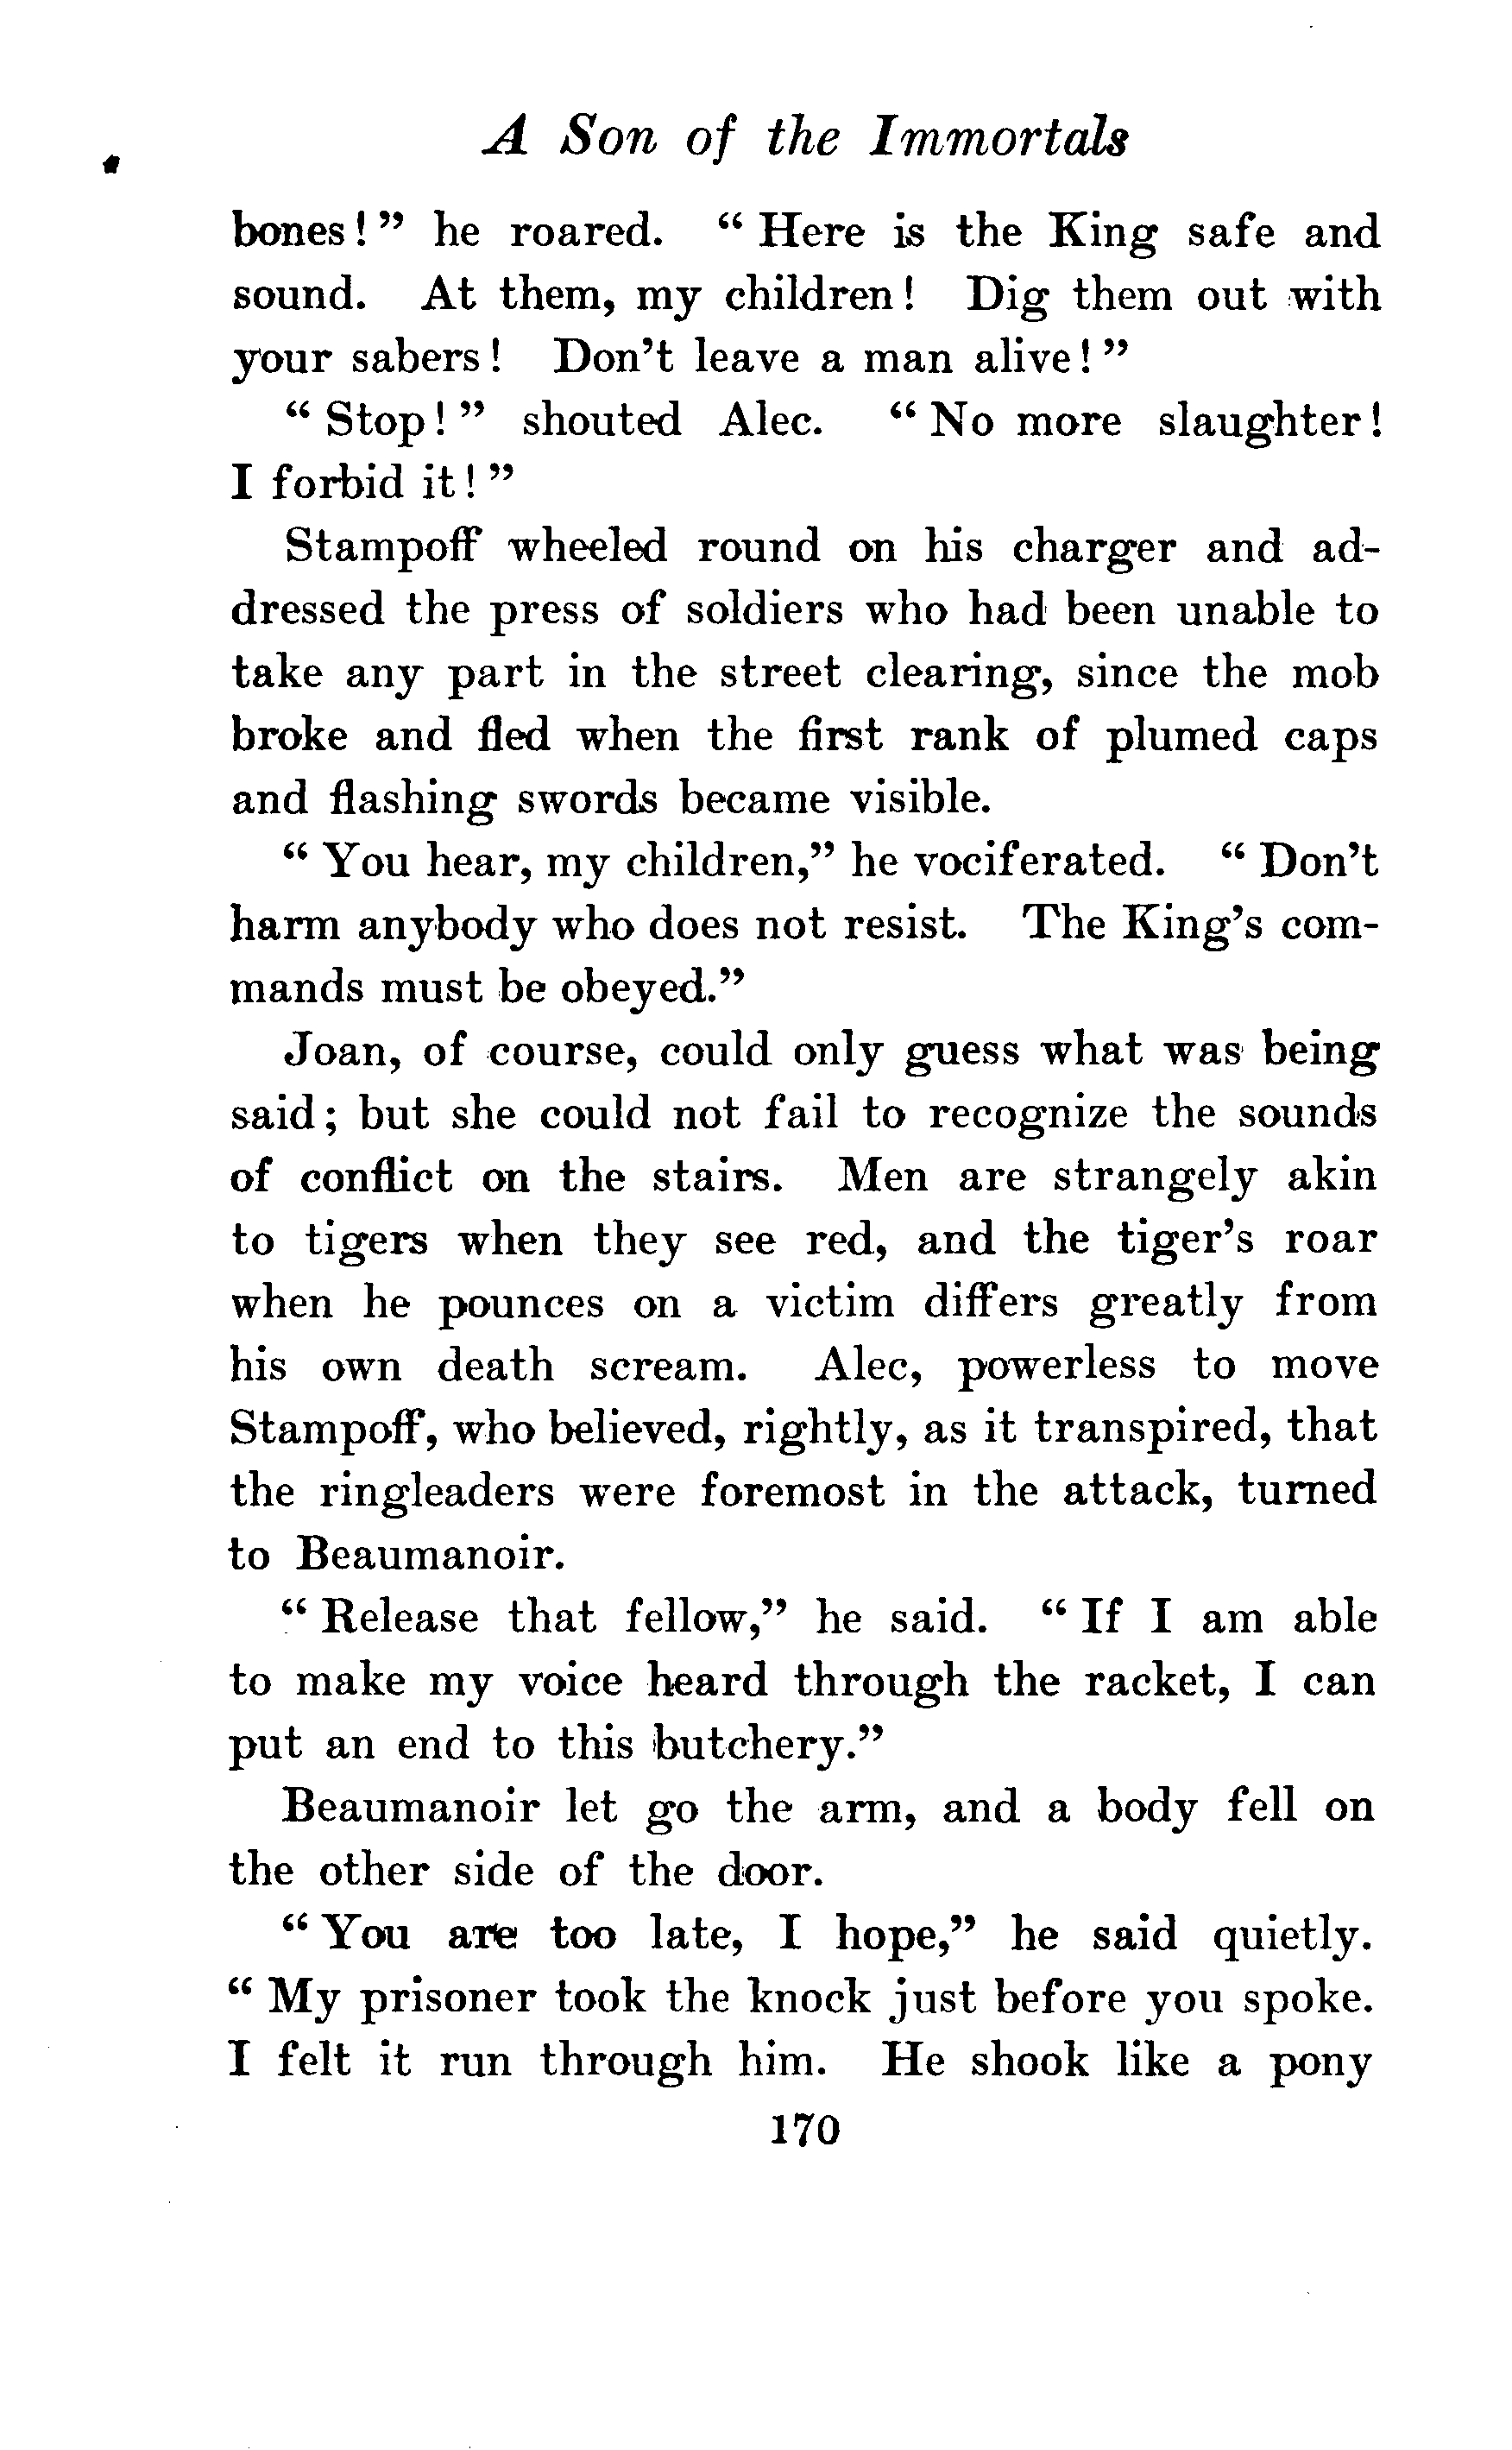 A Son of the Immortals
bones!" he roared. "Here is the King safe and
sound. At them, my children! Dig them out with
your sabers! Don't leave a man alive!"
"Stop!" shouted Alec. "No more slaughter!
I forbid it!"
Stampoff wheeled round on his charger and ad-
dressed the press of soldiers who had been unable to
take any part in the street clearing, since the mob
broke and fled when the first rank of plumed caps
and flashing swords became visible.
"You hear, my children," he vociferated. "Don't
harm anybody who does not resist. The King's com-
mands must be obeyed."
Joan, of course, could only guess what was being
said; but she could not fail to recognize the sounds
of conflict on the stairs. Men are strangely akin
to tigers when they see red, and the tiger's roar
when he pounces on a victim differs greatly from
his own death scream. Alec, powerless to move
Stampoff, who believed, rightly, as it transpired, that
the ringleaders were foremost in the attack, turned
to Beaumanoir.
"Release that fellow," he said. "If I am able
to make my voice heard through the racket, I can
put an end to this butchery."
Beaumanoir let go the arm, and a body fell on
the other side of the door.
"You are too late, I hope," he said quietly.
"My prisoner took the knock just before you spoke.
I felt it run through him. He shook like a pony
170